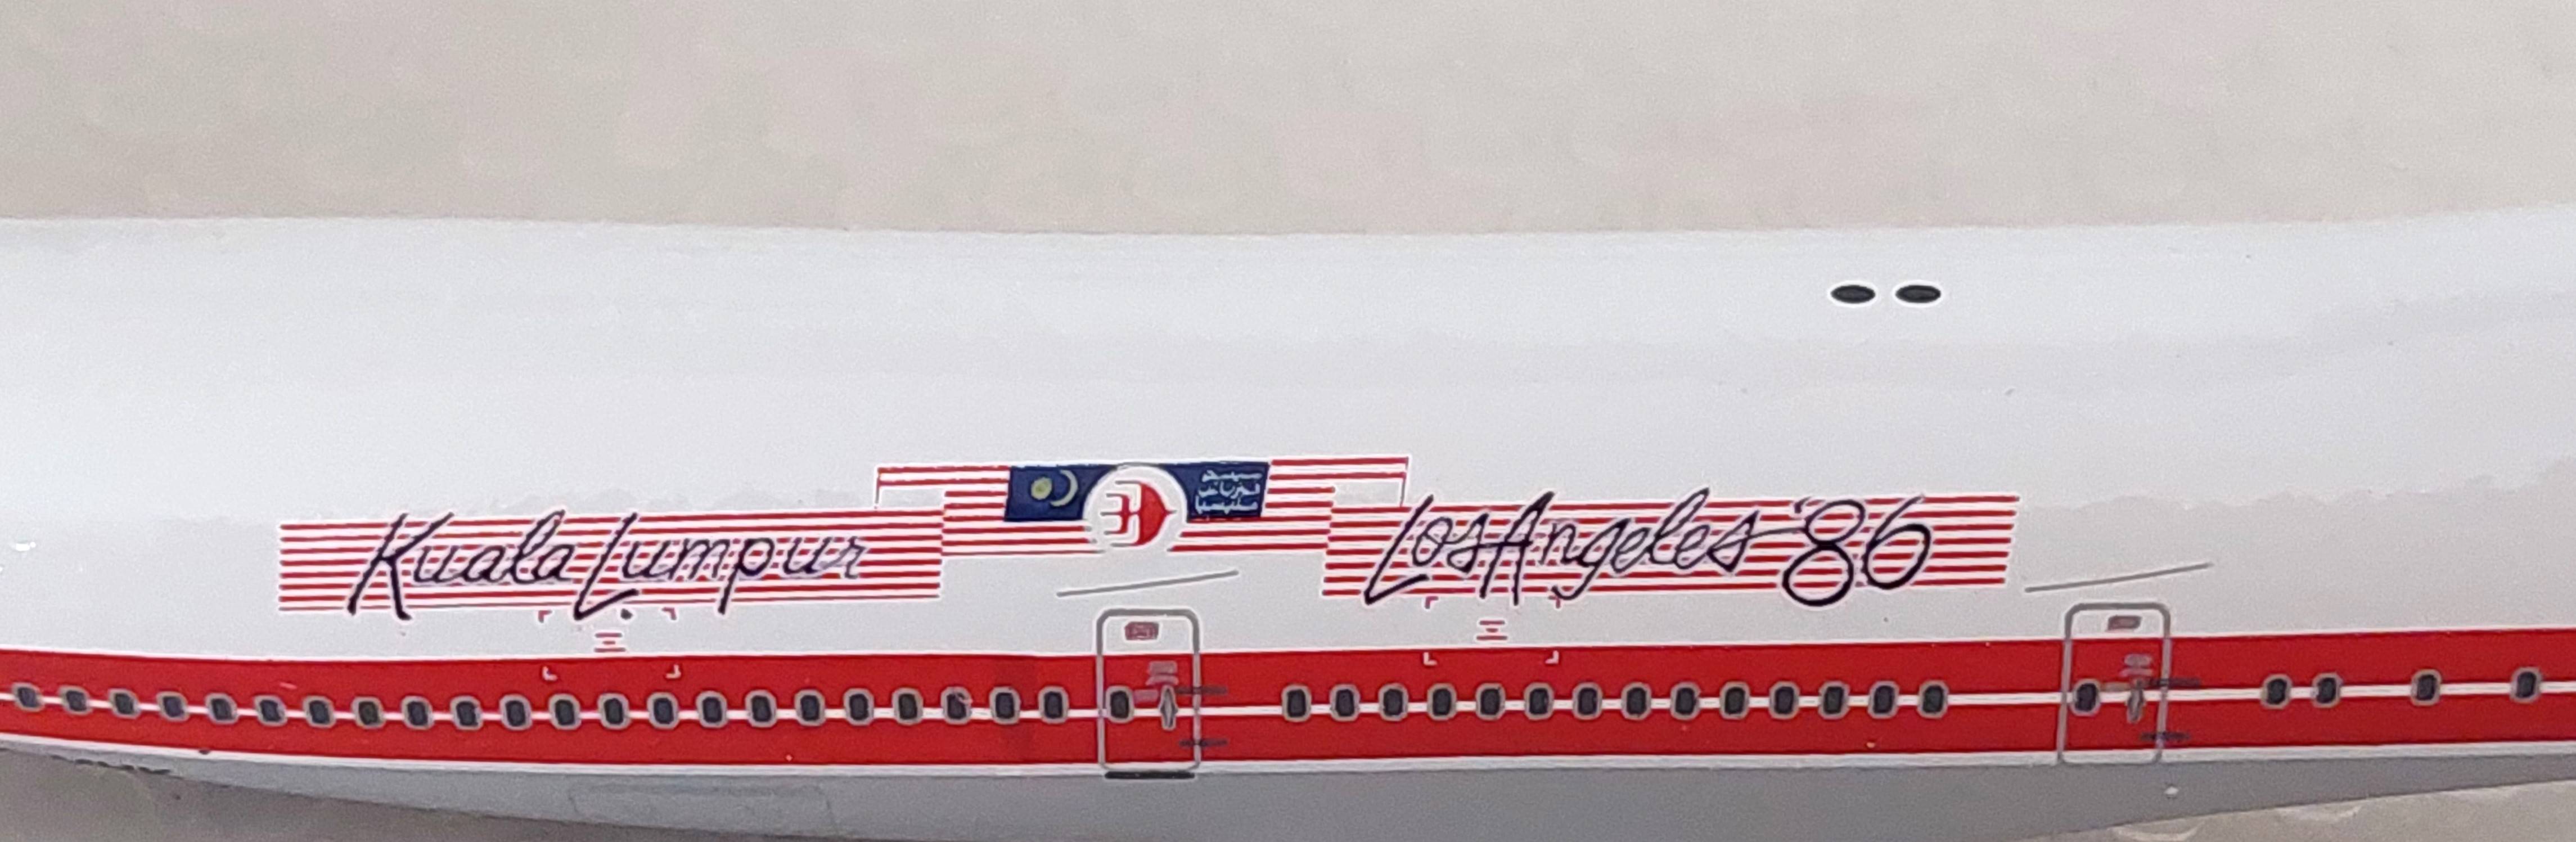 Kuala Lumpur
Los Angeles '86